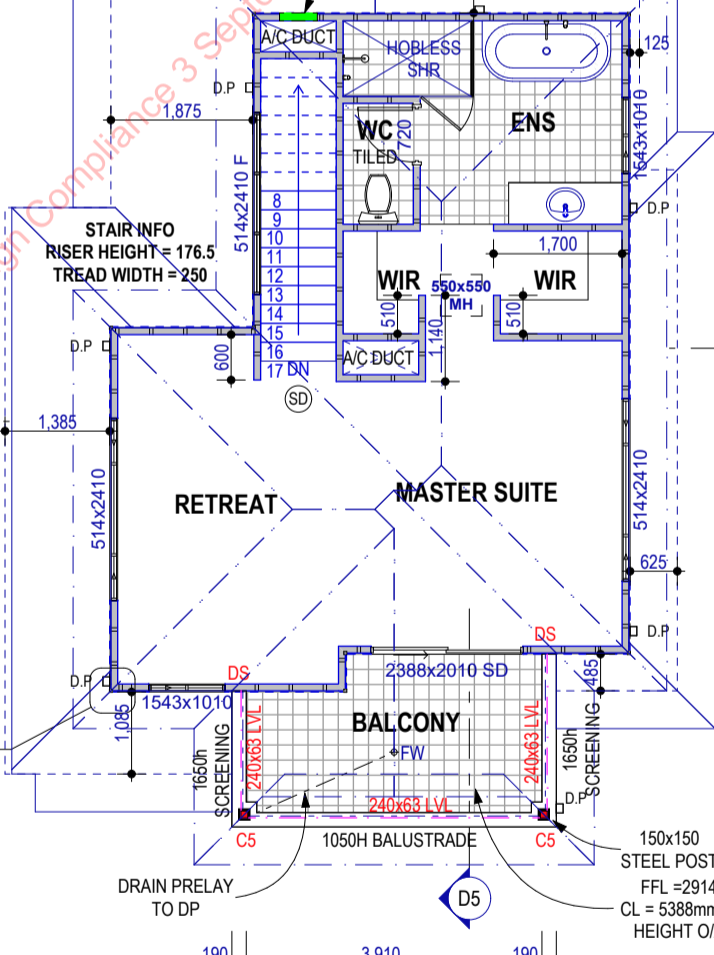 A/C DUCT
HOBLESS
SHR
125
D.P
1,875
WC
TILED
720
ENS
1543x1010
gn Compliance 3 Sept
514x2410 F
D.P
STAIR INFO
RISER HEIGHT = 176.5
TREAD WIDTH = 250
8
9
10
11
12
13
14
15
16
17 DN
1,700
WIR
550x550
MH
WIR
510
1,140
510
D.P
600
A/C DUCT
SD
1,385
514x2410
RETREAT
MASTER SUITE
514x2410
625
DS
D.P
D.P
DS
1543x1010
2388x2010 SD
485
1,085
BALCONY
FW
1650h
SCREENING
240x63 LVL
240x63 LVL
1650h
SCREENING
240x63 LVL
D.P
C5
1050H BALUSTRADE
C5
150x150
STEEL POST
FFL =2914
CL = 5388mm
HEIGHT O/
DRAIN PRELAY
TO DP
D5
190
3,910
190